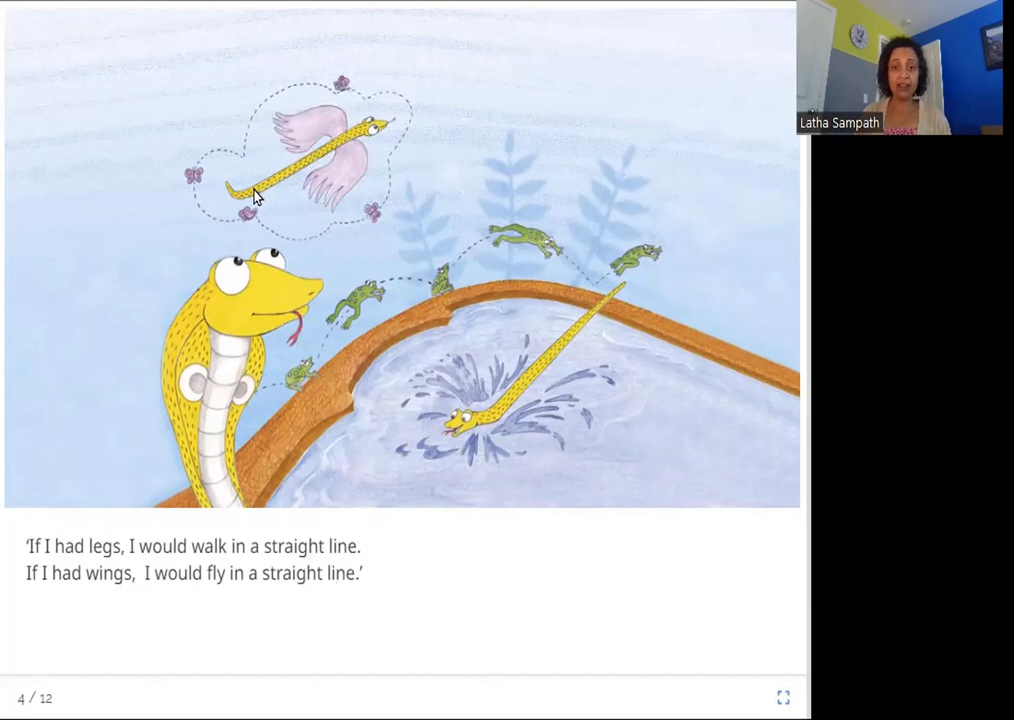 Latha Sampath
‘If I had legs, I would walk in a straight line.
If I had wings, I would fly in a straight line.’
4 / 12